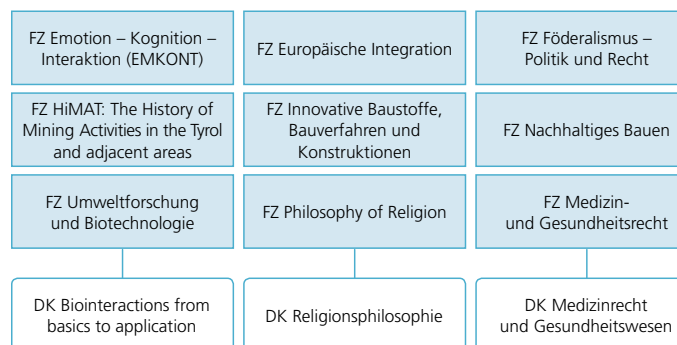 FZ Emotion – Kognition –
Interaktion (EMKONT)
FZ Europäische Integration
FZ Föderalismus –
Politik und Recht
FZ HiMAT: The History of
Mining Activities in the Tyrol
and adjacent areas
FZ Innovative Baustoffe,
Bauverfahren und
Konstruktionen
FZ Nachhaltiges Bauen
FZ Umweltforschung
und Biotechnologie
FZ Philosophy of Religion
FZ Medizin-
und Gesundheitsrecht
DK Biointeractions from
basics to application
DK Religionsphilosophie
DK Medizinrecht
und Gesundheitswesen